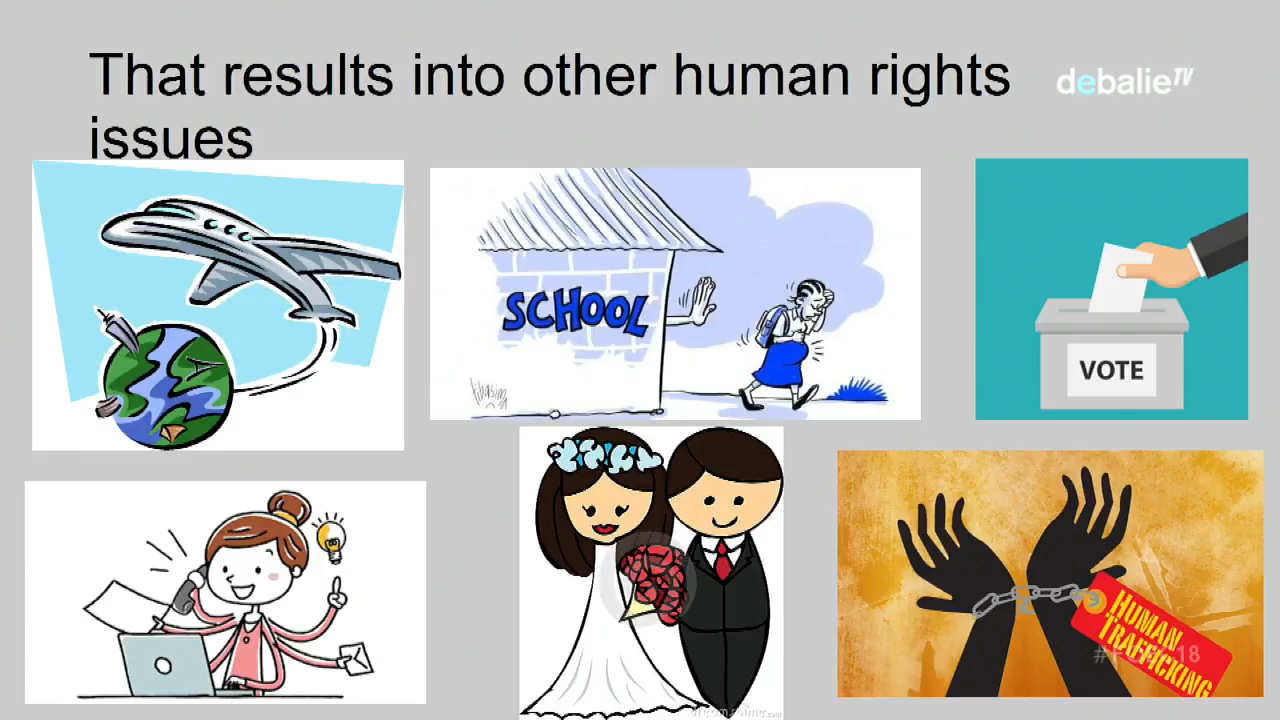 That results into other human rights
issues
debalie TV
SCHOOL
VOTE
HUMAN
TRAFFICKING